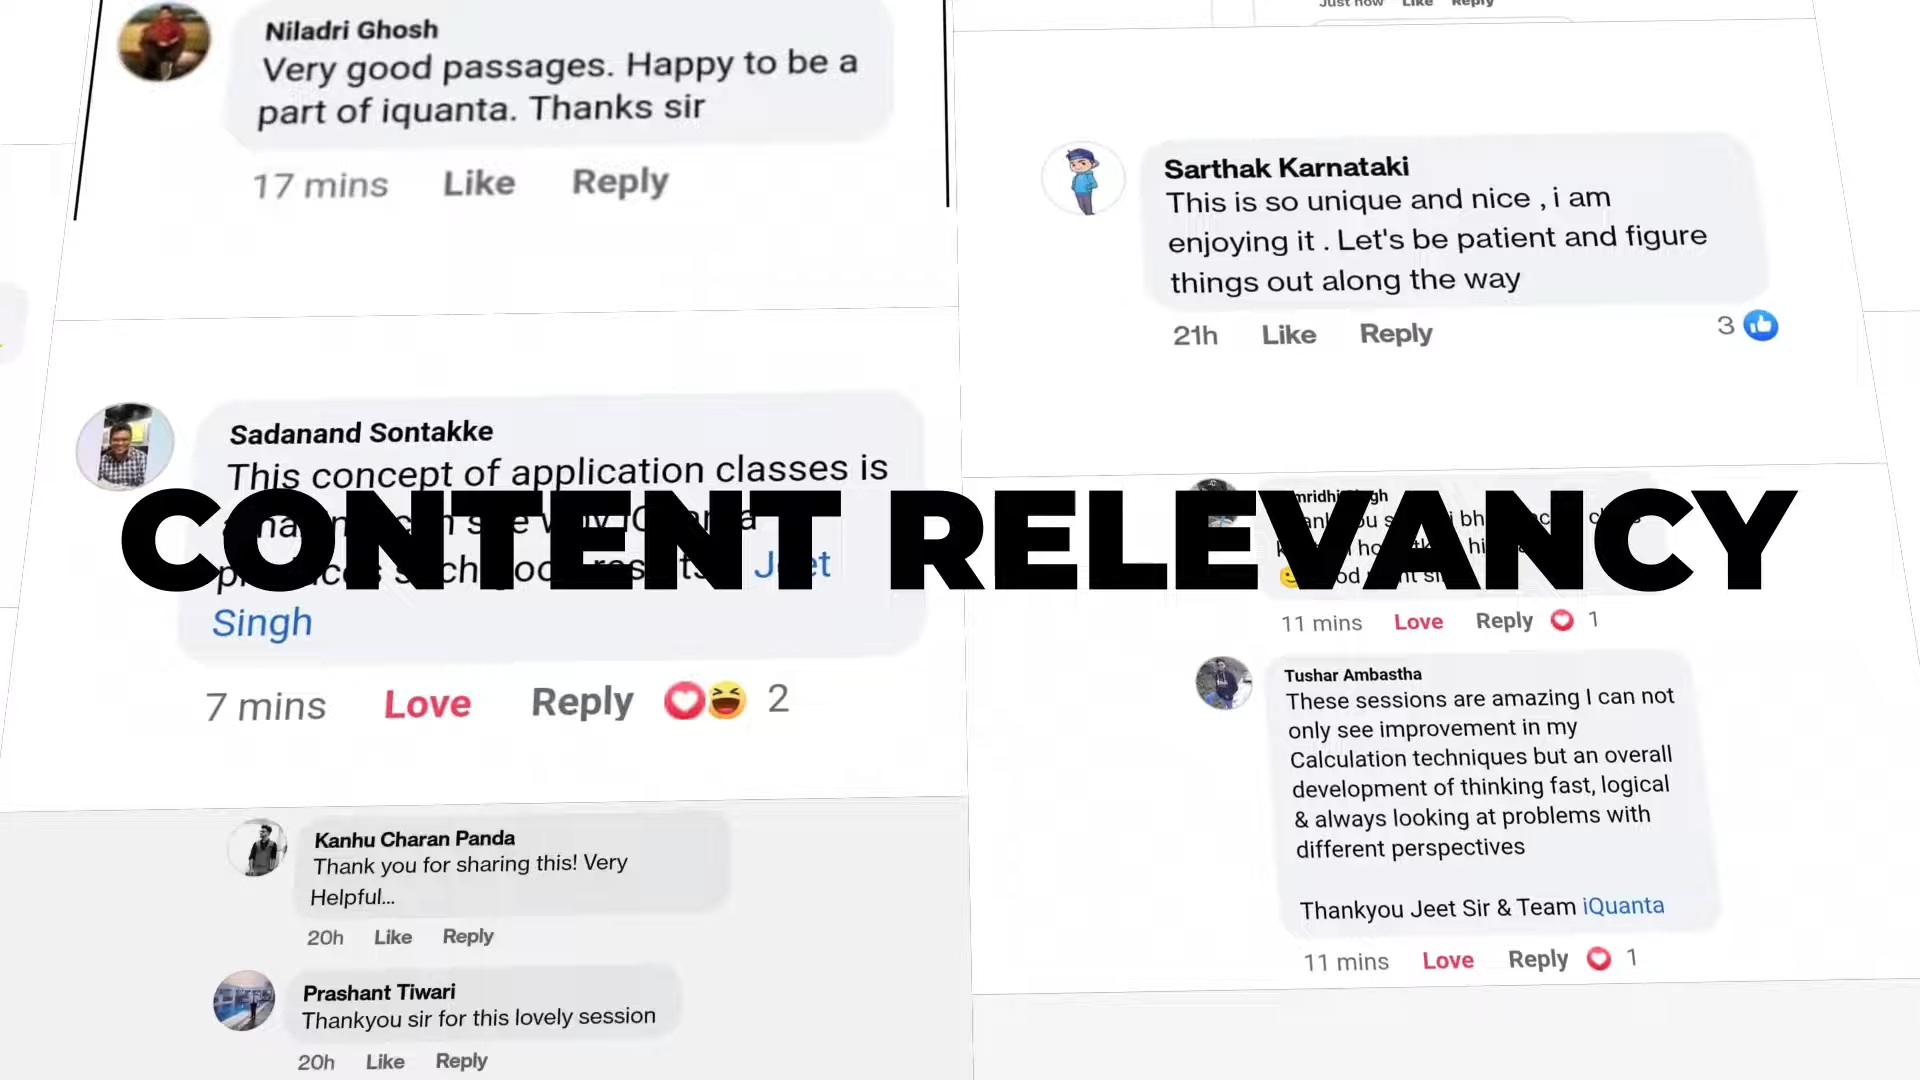 Just now Like Reply
Niladri Ghosh
Very good passages. Happy to be a
part of iquanta. Thanks sir
17 mins Like Reply
Sarthak Karnataki
This is so unique and nice , i am
enjoying it . Let's be patient and figure
things out along the way
21h Like Reply 3
Sadanand Sontakke
This concept of application classes is
Singh
7 mins Love Reply 2
CONTENT RELEVANCY
11 mins Love Reply 1
Tushar Ambastha
These sessions are amazing I can not
only see improvement in my
Calculation techniques but an overall
development of thinking fast, logical
& always looking at problems with
different perspectives
Thankyou Jeet Sir & Team iQuanta
11 mins Love Reply 1
Kanhu Charan Panda
Thank you for sharing this! Very
Helpful...
20h Like Reply
Prashant Tiwari
Thankyou sir for this lovely session
20h Like Reply